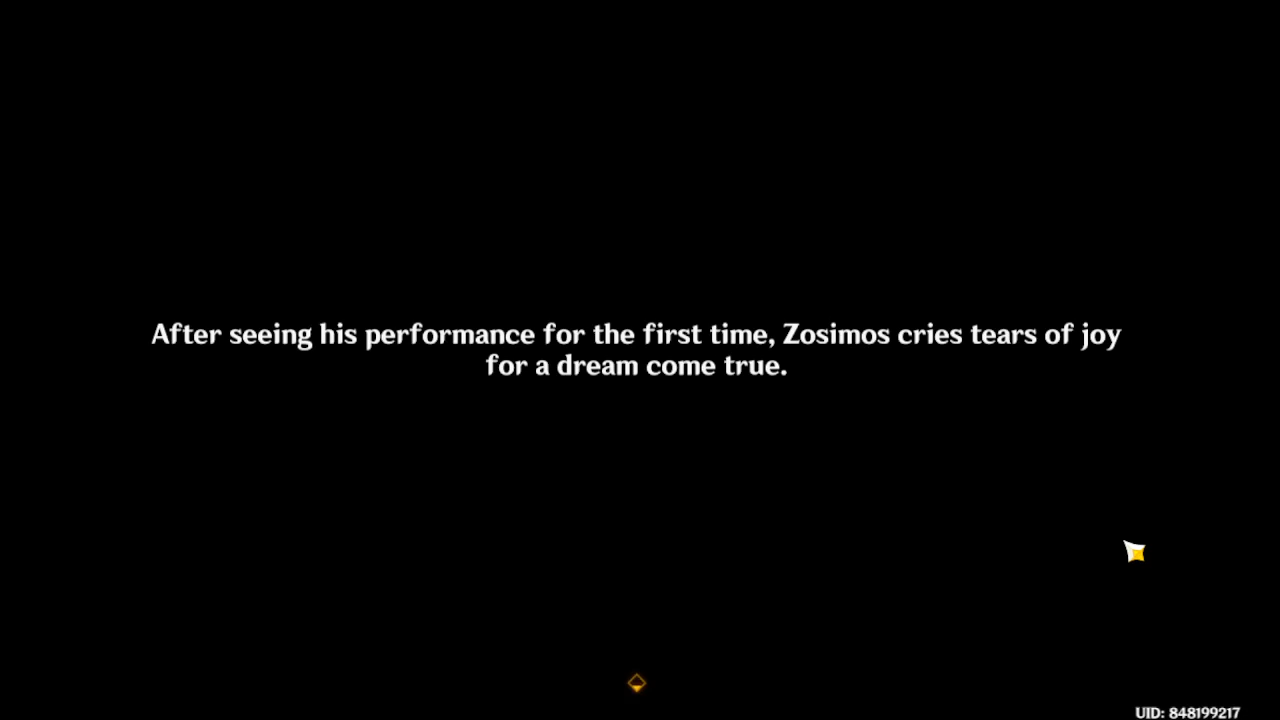 After seeing his performance for the first time, Zosimos cries tears of joy
for a dream come true.
UID: 848199217